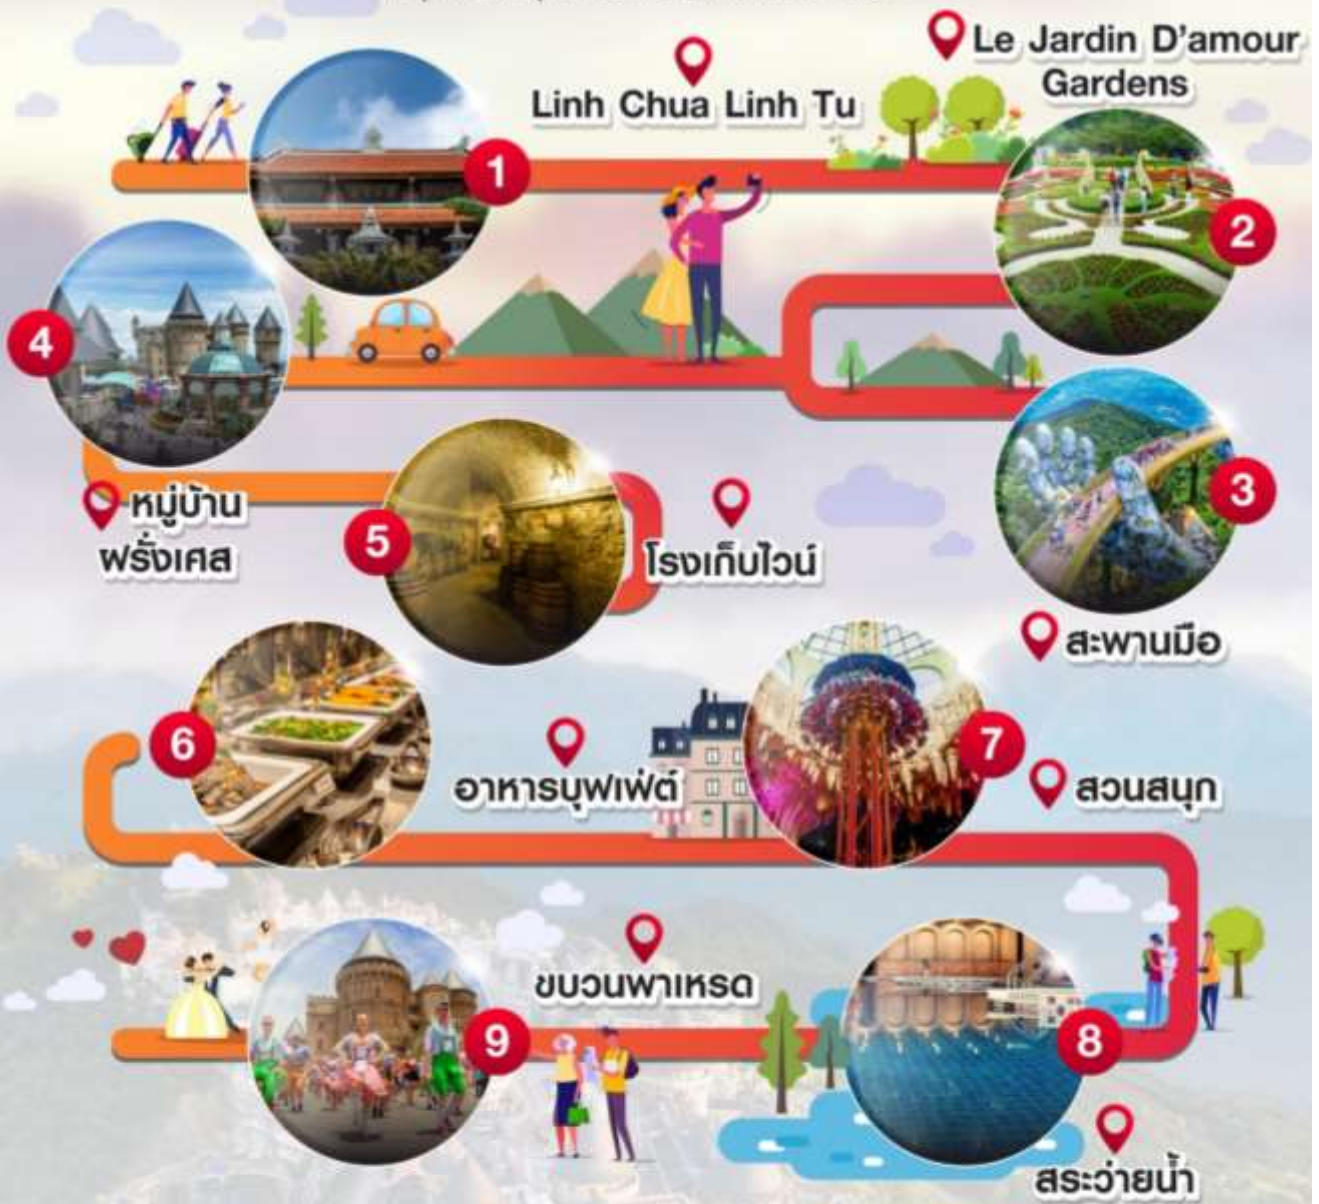 Linh Chua Linh Tu
1
Le Jardin D'amour
Gardens
2
3
สะพานมือ
4
หมู่บ้าน
ฝรั่งเศส
5
โรงเก็บไวน์
6
อาหารบุฟเฟ่ต์
7
สวนสนุก
8
สระว่ายน้ำ
9
ขบวนพาเหรด